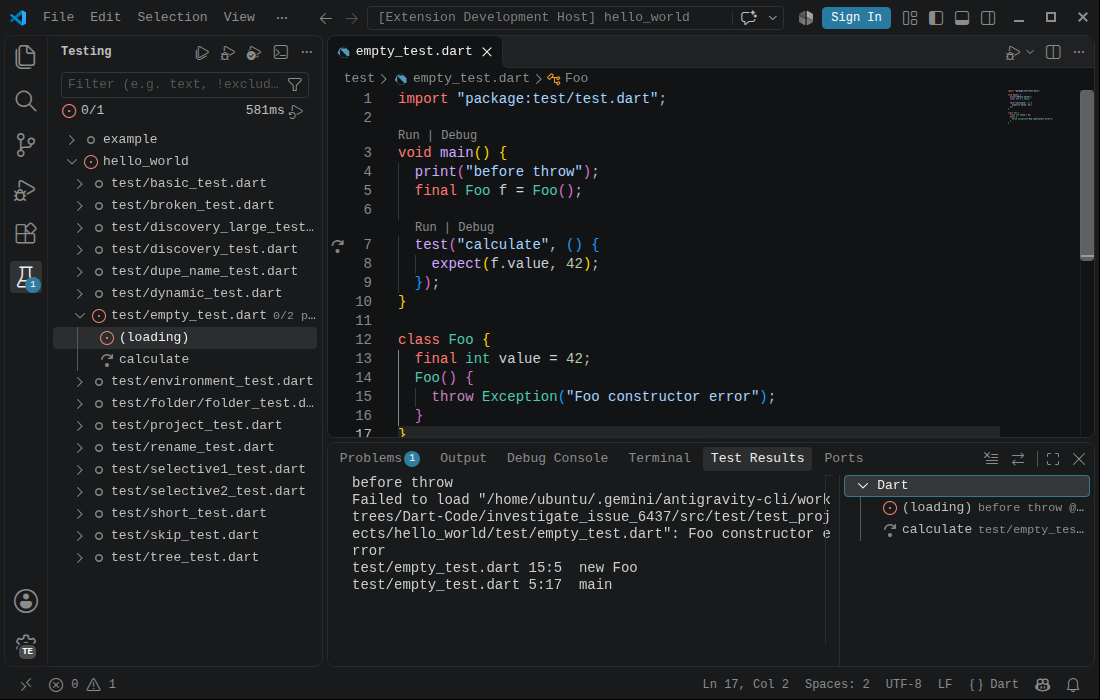 File Edit Selection View ··· [Extension Development Host] hello_world Sign In
Testing
empty_test.dart
test > empty_test.dart > Foo
Filter (e.g. text, !exclud...
0/1 581ms
example
hello_world
test/basic_test.dart
test/broken_test.dart
test/discovery_large_test…
test/discovery_test.dart
test/dupe_name_test.dart
test/dynamic_test.dart
test/empty_test.dart 0/2 p…
(loading)
calculate
test/environment_test.dart
test/folder/folder_test.d…
test/project_test.dart
test/rename_test.dart
test/selective1_test.dart
test/selective2_test.dart
test/short_test.dart
test/skip_test.dart
test/tree_test.dart
1
TE
1 import "package:test/test.dart";
2
Run | Debug
3 void main() {
4 print("before throw");
5 final Foo f = Foo();
6
Run | Debug
7 test("calculate", () {
8 expect(f.value, 42);
9 });
10 }
11
12 class Foo {
13 final int value = 42;
14 Foo() {
15 throw Exception("Foo constructor error");
16 }
17 }
Problems 1 Output Debug Console Terminal Test Results Ports
before throw
Failed to load "/home/ubuntu/.gemini/antigravity-cli/work
trees/Dart-Code/investigate_issue_6437/src/test/test_proj
ects/hello_world/test/empty_test.dart": Foo constructor e
rror
test/empty_test.dart 15:5  new Foo
test/empty_test.dart 5:17  main
Dart
(loading) before throw @…
calculate test/empty_tes…
0 1 Ln 17, Col 2 Spaces: 2 UTF-8 LF {} Dart